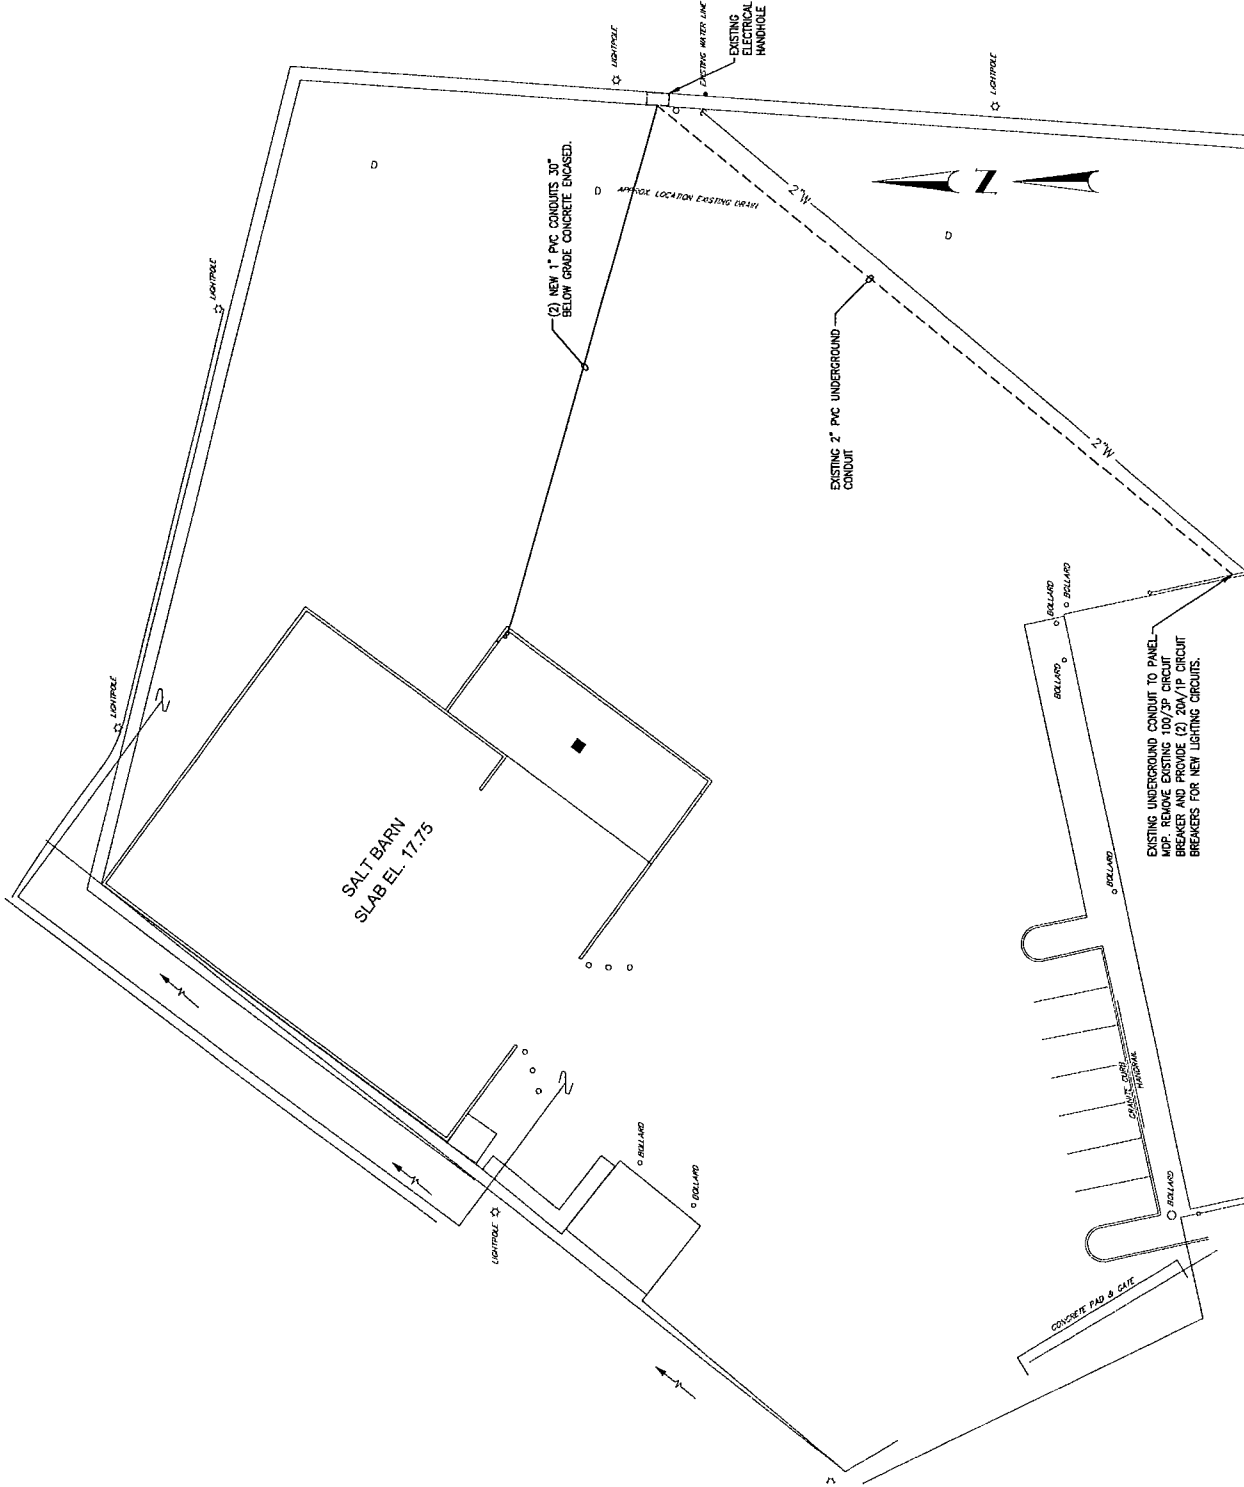 LIGHTPOLE
EXISTING WATER LINE
EXISTING
ELECTRICAL
HANDHOLE
LIGHTPOLE
D
(2) NEW 1" PVC CONDUITS 30"
BELOW GRADE CONCRETE ENCASED.
D
APPROX. LOCATION EXISTING DRAIN
2"W
N
D
LIGHTPOLE
EXISTING 2" PVC UNDERGROUND
CONDUIT
2"W
LIGHTPOLE
SALT BARN
SLAB EL. 17.75
BOLLARD
BOLLARD
BOLLARD
EXISTING UNDERGROUND CONDUIT TO PANEL
MDP. REMOVE EXISTING 100/3P CIRCUIT
BREAKER AND PROVIDE (2) 20A/1P CIRCUIT
BREAKERS FOR NEW LIGHTING CIRCUITS.
BOLLARD
GRANITE CURB
HANDRAIL
BOLLARD
BOLLARD
BOLLARD
LIGHTPOLE
CONCRETE PAD & GATE